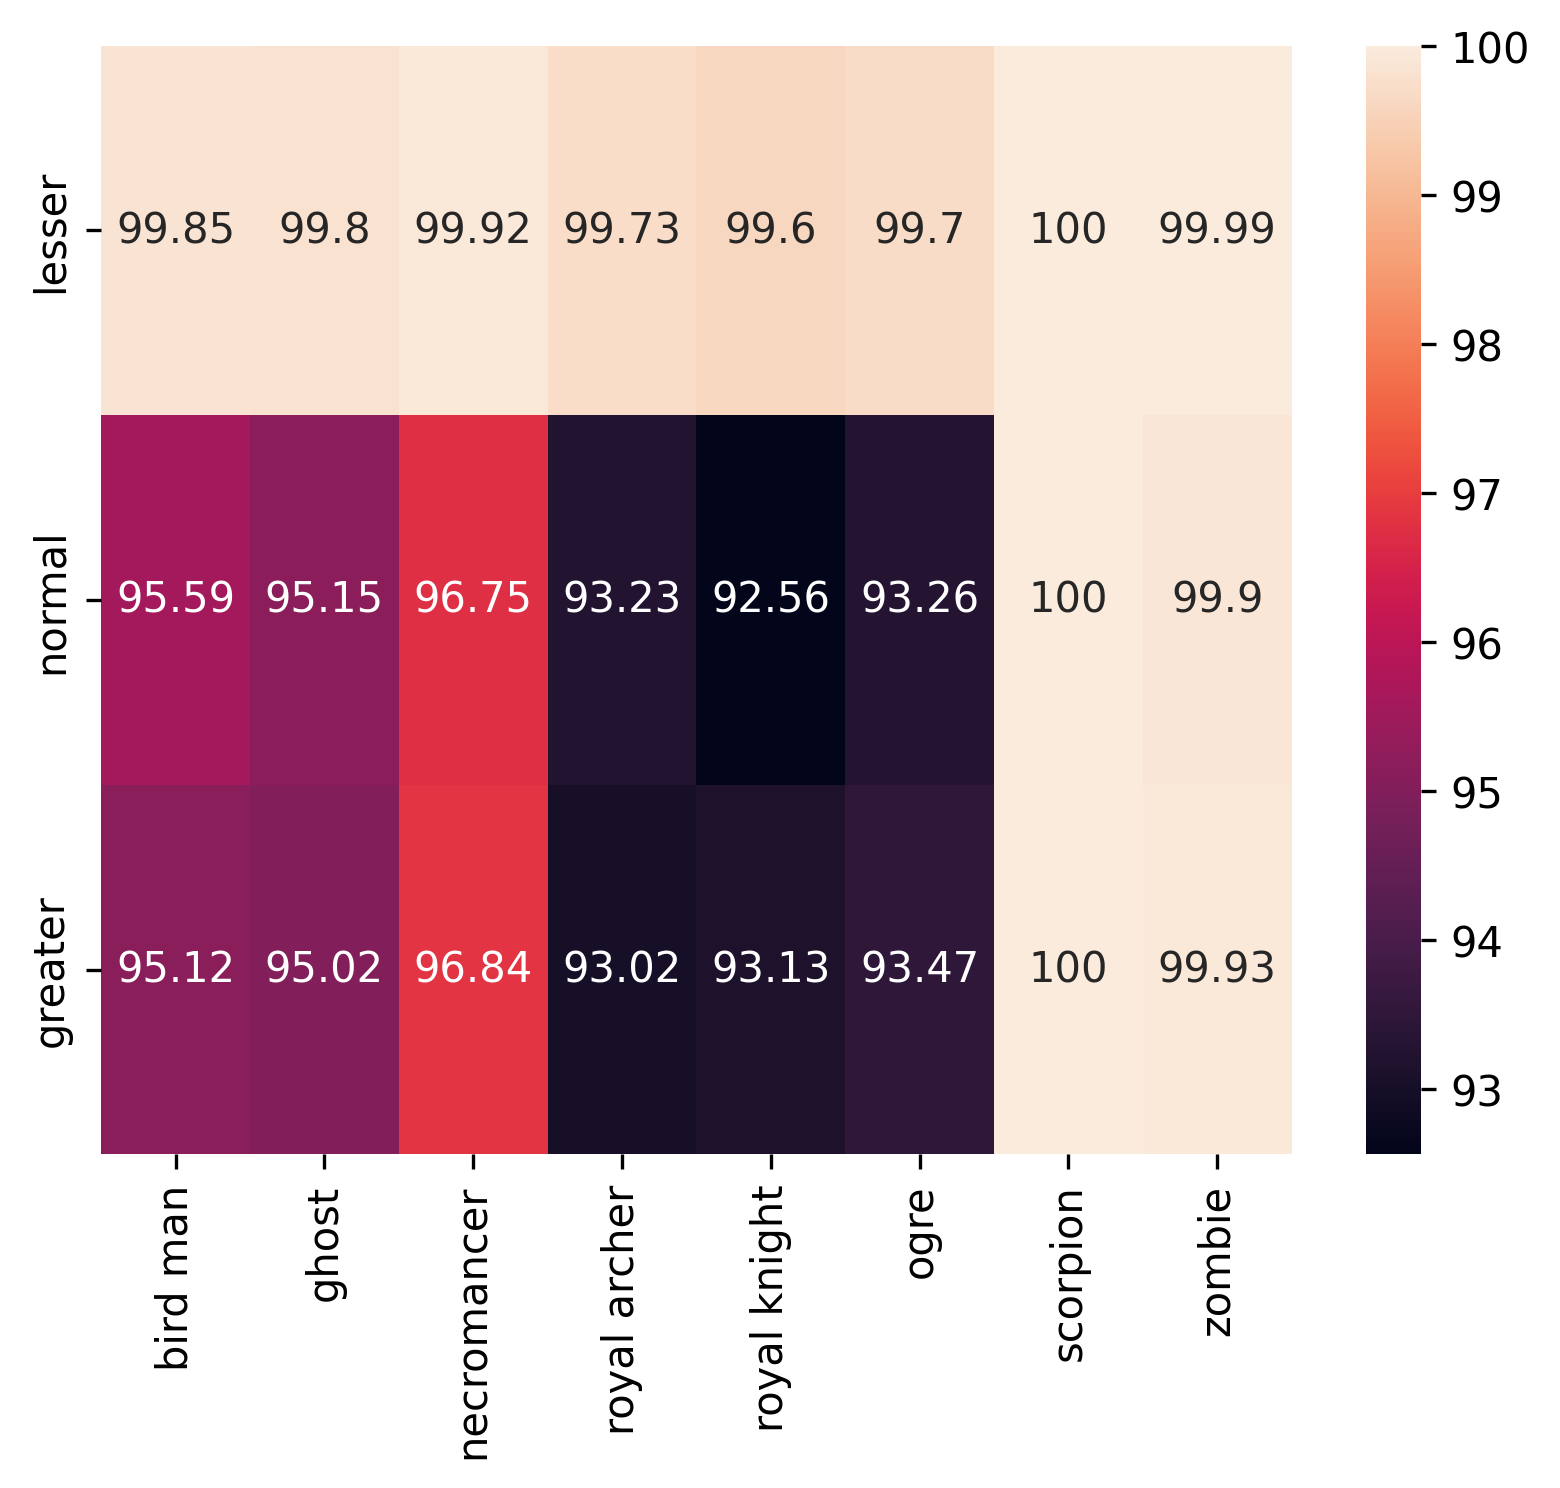 lesser 99.85 99.8 99.92 99.73 99.6 99.7 100 99.99
normal 95.59 95.15 96.75 93.23 92.56 93.26 100 99.9
greater 95.12 95.02 96.84 93.02 93.13 93.47 100 99.93
bird man
ghost
necromancer
royal archer
royal knight
ogre
scorpion
zombie
100
99
98
97
96
95
94
93